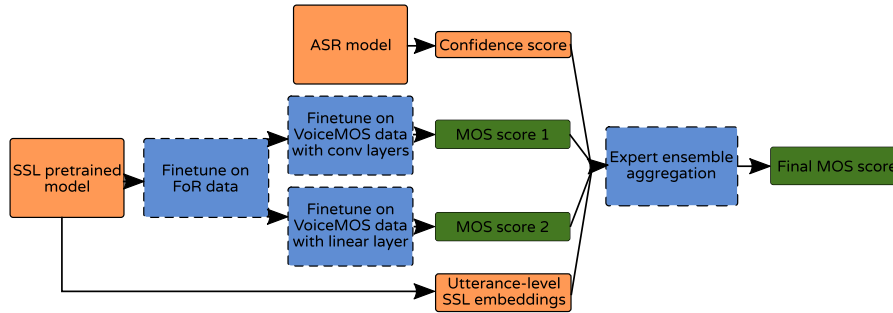 ASR model
Confidence score
Finetune on
VoiceMOS data
with conv layers
MOS score 1
SSL pretrained
model
Finetune on
FoR data
Expert ensemble
aggregation
Final MOS score
Finetune on
VoiceMOS data
with linear layer
MOS score 2
Utterance-level
SSL embeddings